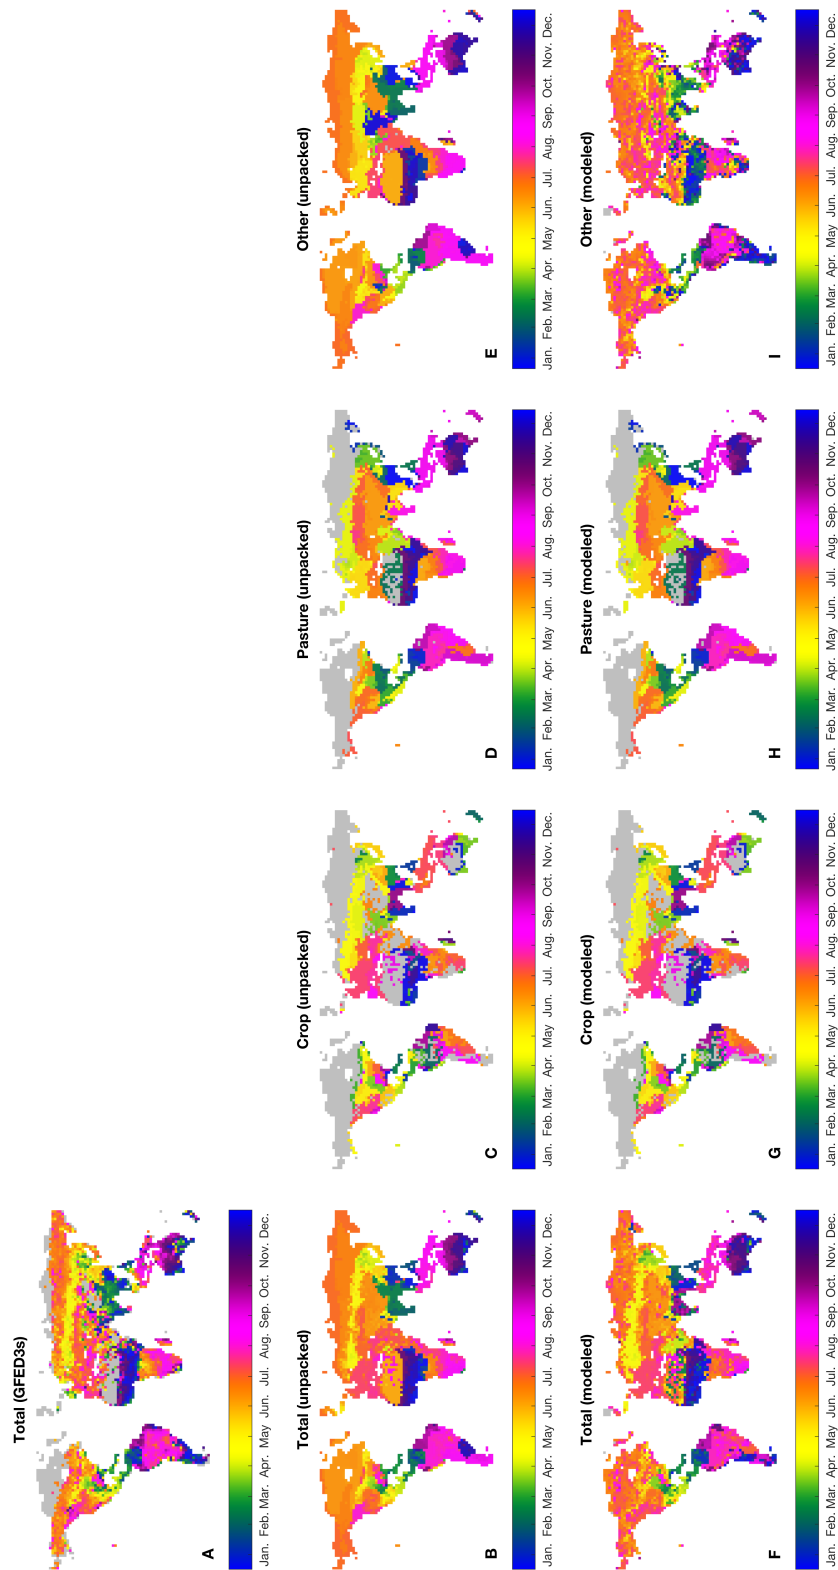 Total (GFED3s)
A
Jan. Feb. Mar. Apr. May Jun. Jul. Aug. Sep. Oct. Nov. Dec.
Total (unpacked)
B
Jan. Feb. Mar. Apr. May Jun. Jul. Aug. Sep. Oct. Nov. Dec.
Crop (unpacked)
C
Jan. Feb. Mar. Apr. May Jun. Jul. Aug. Sep. Oct. Nov. Dec.
Pasture (unpacked)
D
Jan. Feb. Mar. Apr. May Jun. Jul. Aug. Sep. Oct. Nov. Dec.
Other (unpacked)
E
Jan. Feb. Mar. Apr. May Jun. Jul. Aug. Sep. Oct. Nov. Dec.
Total (modeled)
F
Jan. Feb. Mar. Apr. May Jun. Jul. Aug. Sep. Oct. Nov. Dec.
Crop (modeled)
G
Jan. Feb. Mar. Apr. May Jun. Jul. Aug. Sep. Oct. Nov. Dec.
Pasture (modeled)
H
Jan. Feb. Mar. Apr. May Jun. Jul. Aug. Sep. Oct. Nov. Dec.
Other (modeled)
I
Jan. Feb. Mar. Apr. May Jun. Jul. Aug. Sep. Oct. Nov. Dec.